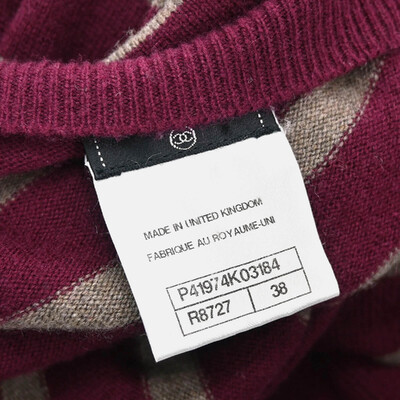 MADE IN UNITED KINGDOM
FABRIQUE AU ROYAUME-UNI
P41974K03184
R8727 38